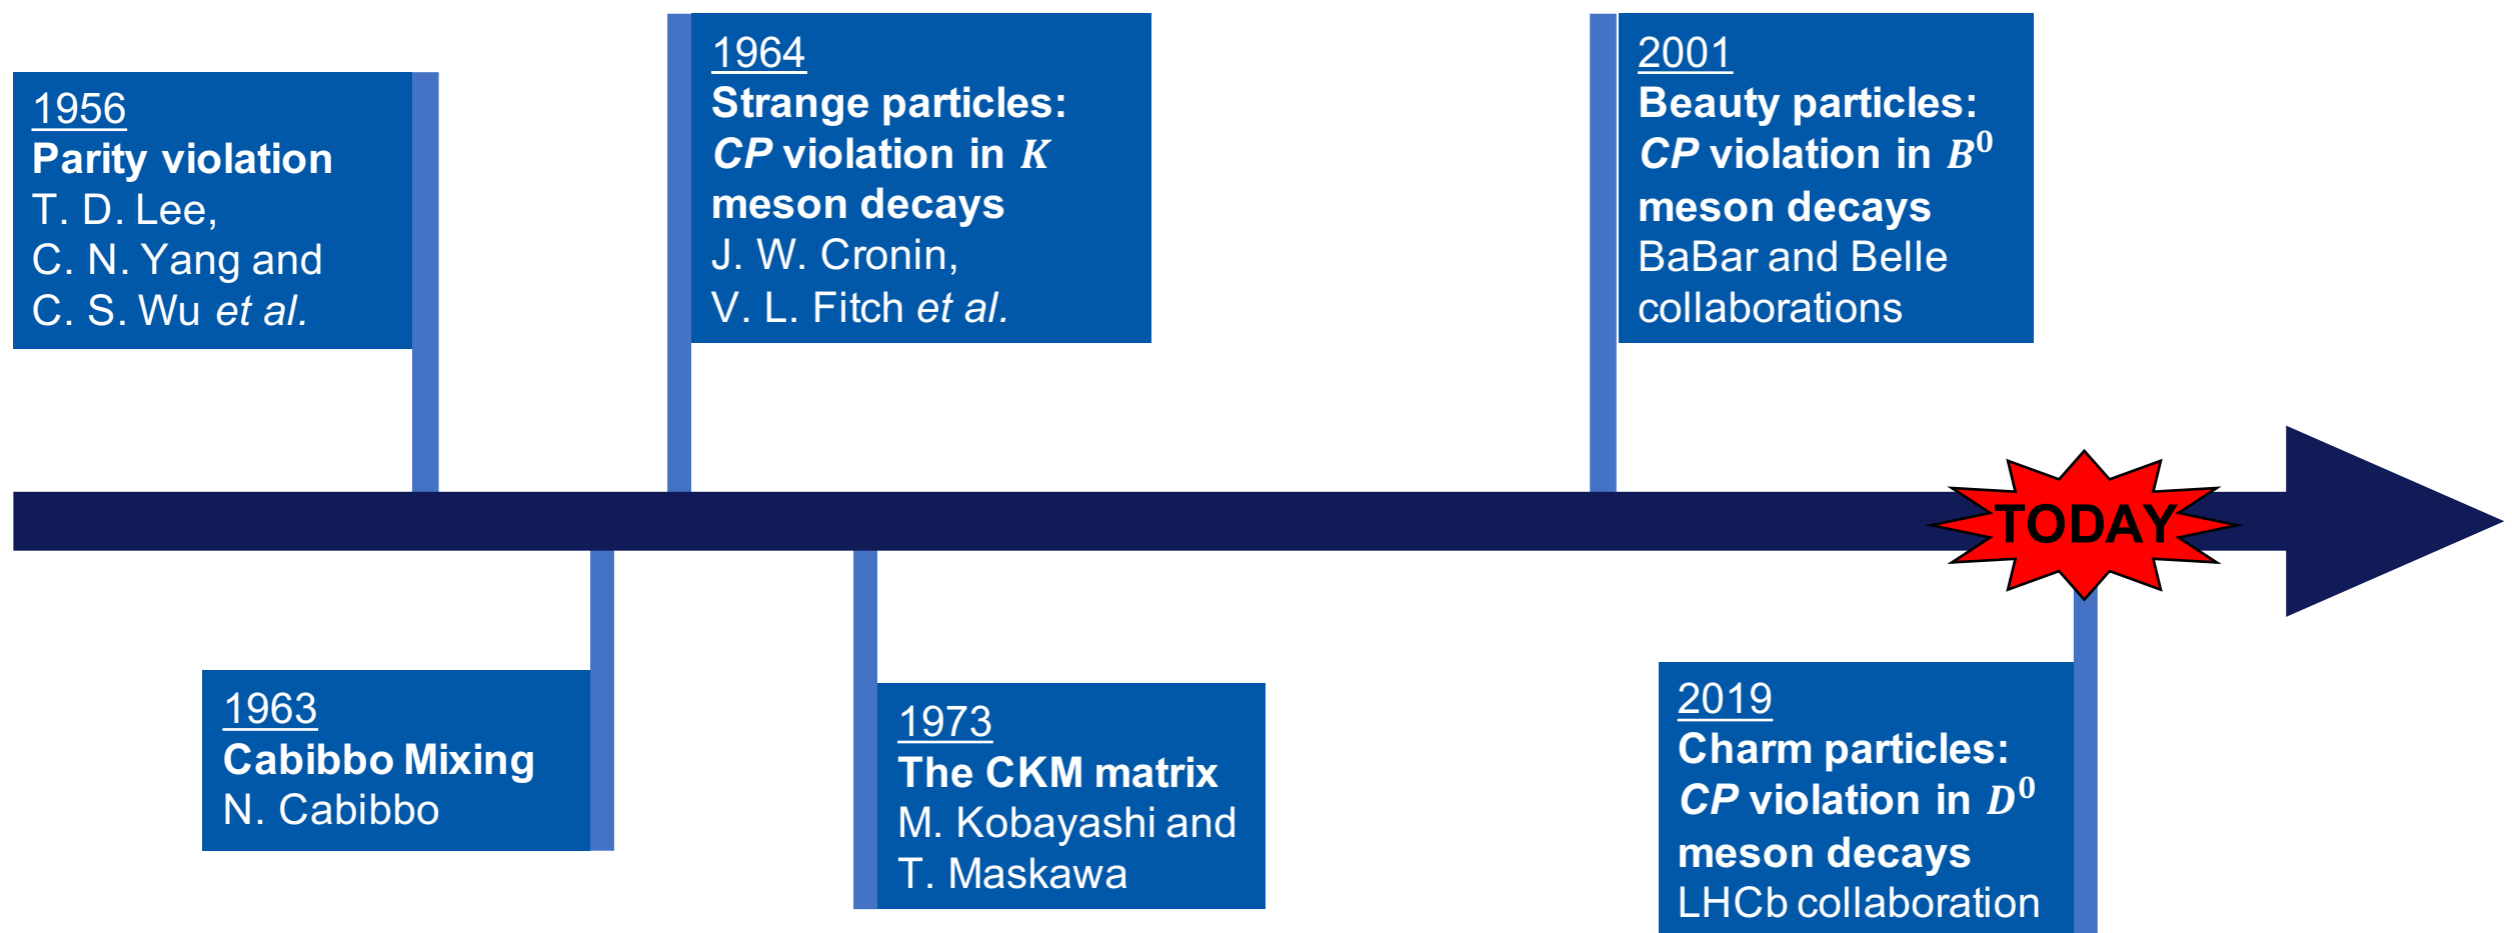 1956
Parity violation
T. D. Lee,
C. N. Yang and
C. S. Wu et al.
1964
Strange particles:
CP violation in K
meson decays
J. W. Cronin,
V. L. Fitch et al.
2001
Beauty particles:
CP violation in B⁰
meson decays
BaBar and Belle
collaborations
TODAY
1963
Cabibbo Mixing
N. Cabibbo
1973
The CKM matrix
M. Kobayashi and
T. Maskawa
2019
Charm particles:
CP violation in D⁰
meson decays
LHCb collaboration